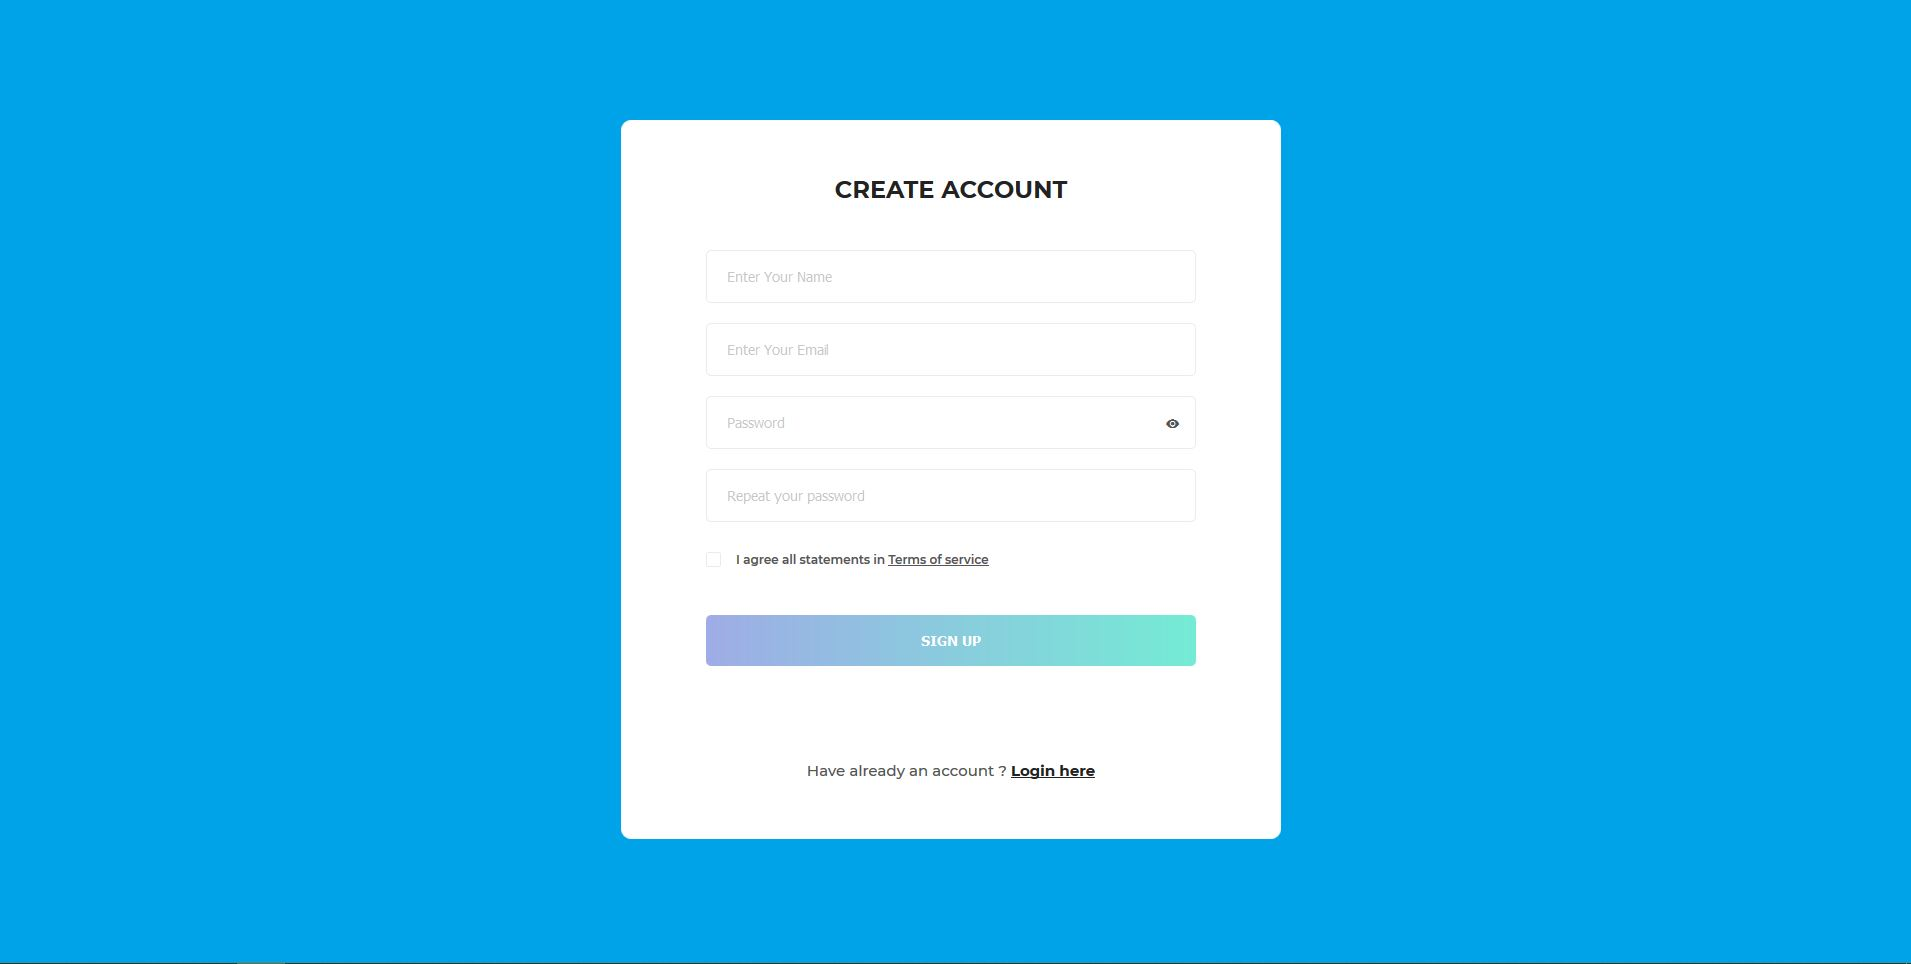 CREATE ACCOUNT
Enter Your Name
Enter Your Email
Password
Repeat your password
I agree all statements in Terms of service
SIGN UP
Have already an account ? Login here